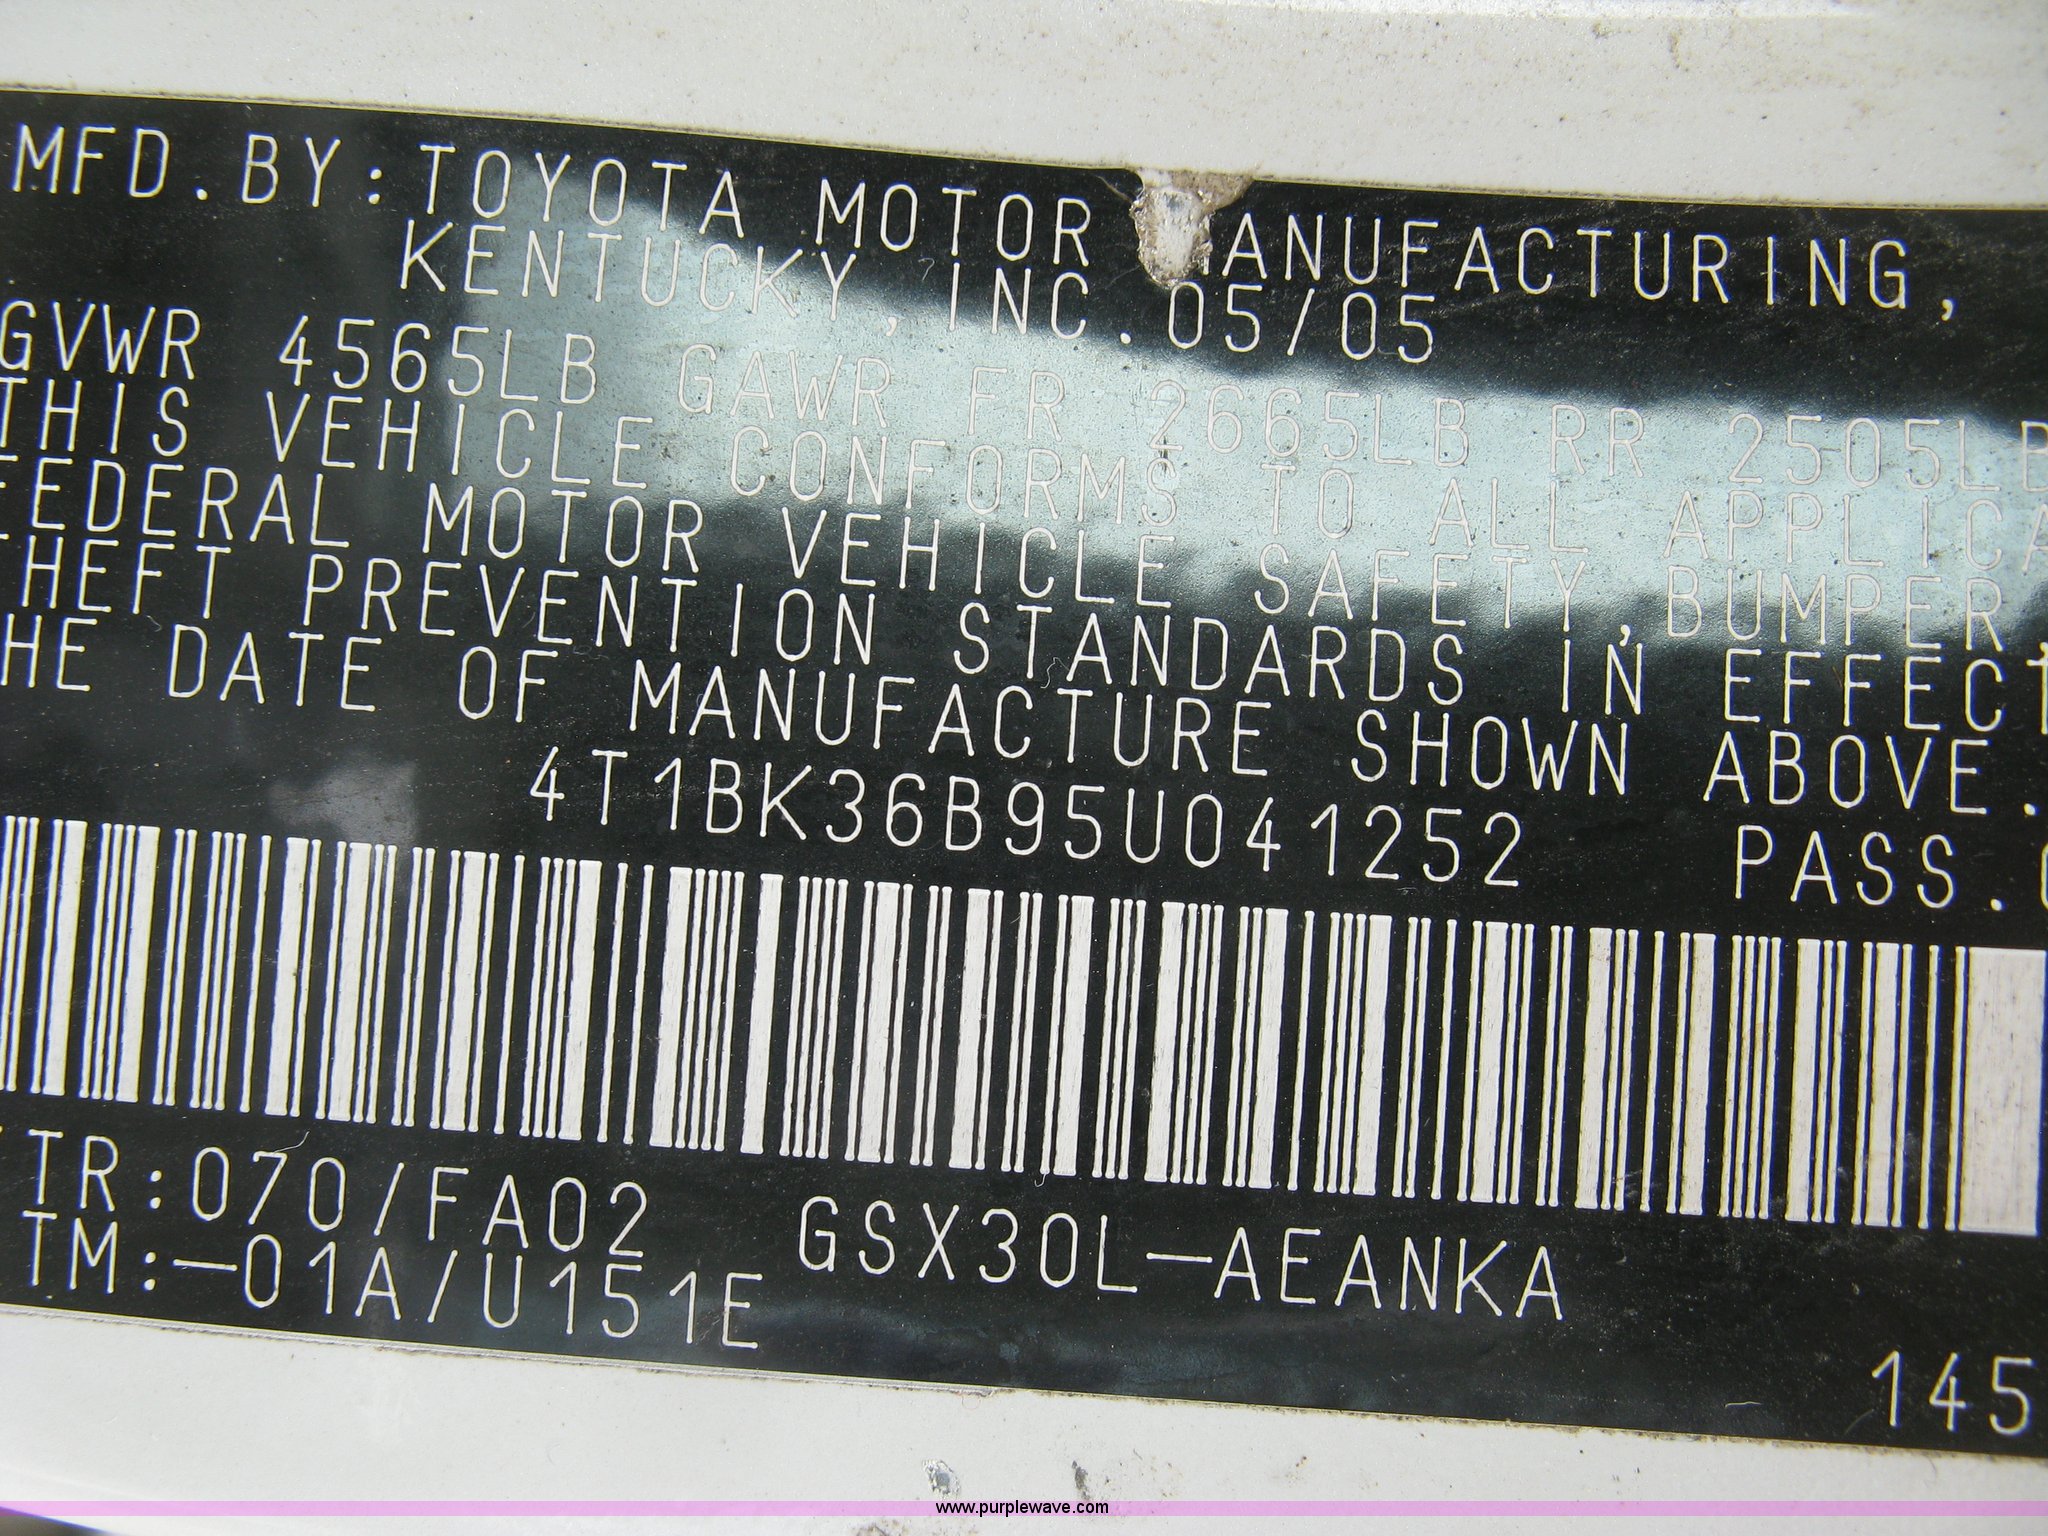 MFD.BY:TOYOTA MOTOR MANUFACTURING,
KENTUCKY, INC. 05/05
GVWR 4565LB GAWR FR 2665LB RR 2505LB
THIS VEHICLE CONFORMS TO ALL APPLICA
FEDERAL MOTOR VEHICLE SAFETY, BUMPER,
HEFT PREVENTION STANDARDS IN EFFECT
HE DATE OF MANUFACTURE SHOWN ABOVE.
4T1BK36B95U041252 PASS.
TR:070/FA02 GSX30L-AEANKA
TM:-01A/U151E
145
www.purplewave.com